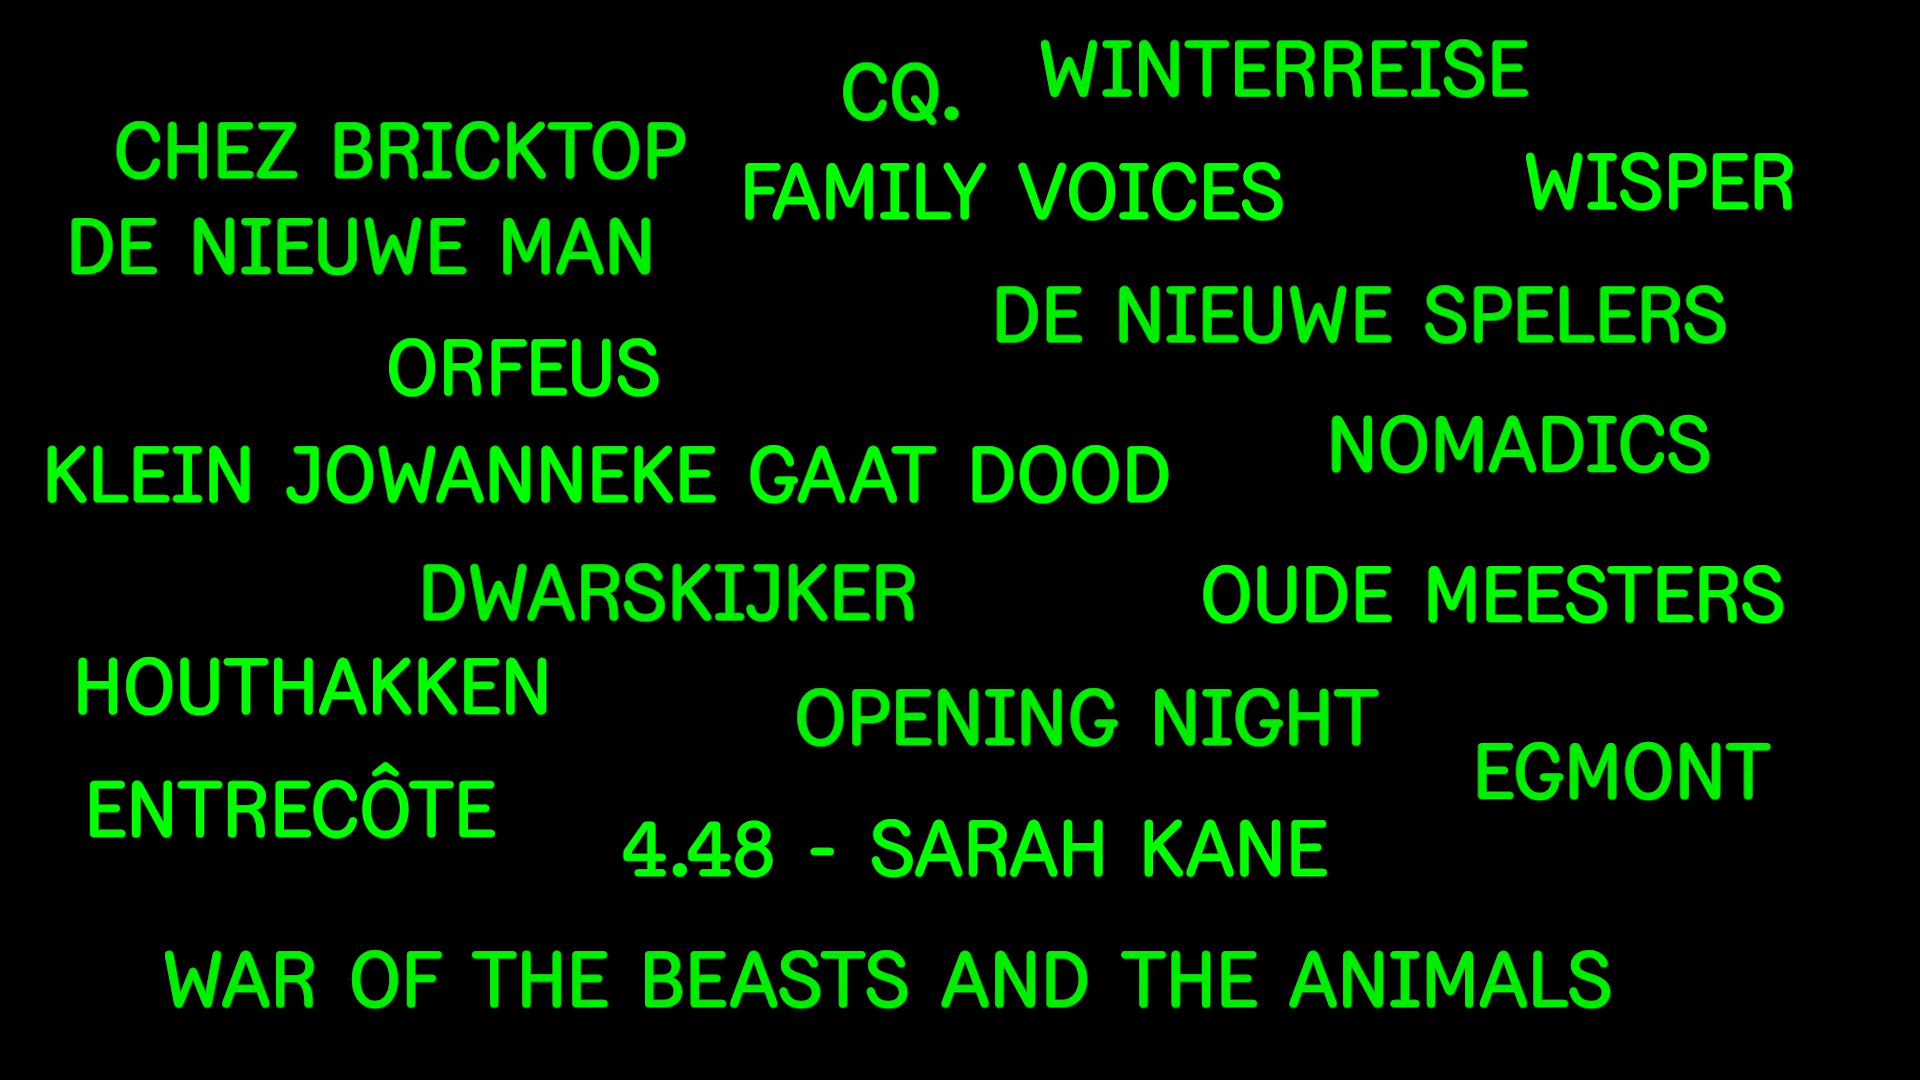 WINTERREISE
CQ.
CHEZ BRICKTOP
FAMILY VOICES
WISPER
DE NIEUWE MAN
DE NIEUWE SPELERS
ORFEUS
NOMADICS
KLEIN JOWANNEKE GAAT DOOD
DWARSKIJKER
OUDE MEESTERS
HOUTHAKKEN
OPENING NIGHT
EGMONT
ENTRECÔTE
4.48 - SARAH KANE
WAR OF THE BEASTS AND THE ANIMALS